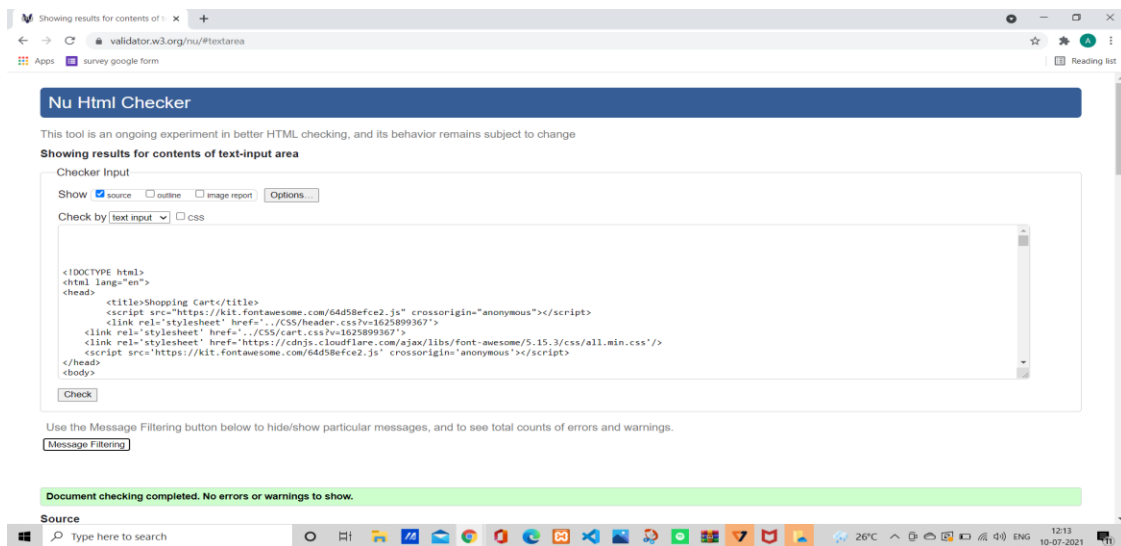 Showing results for contents of t
validator.w3.org/nu/#textarea
Apps survey google form Reading list
Nu Html Checker
This tool is an ongoing experiment in better HTML checking, and its behavior remains subject to change
Showing results for contents of text-input area
Checker Input
Show source outline image report Options...
Check by text input css
<!DOCTYPE html>
<html lang="en">
<head>
<title>Shopping Cart</title>
<script src="https://kit.fontawesome.com/64d58efce2.js" crossorigin="anonymous"></script>
<link rel='stylesheet' href='../CSS/header.css?v=1625899367'>
<link rel='stylesheet' href='../CSS/cart.css?v=1625899367'>
<link rel='stylesheet' href='https://cdnjs.cloudflare.com/ajax/libs/font-awesome/5.15.3/css/all.min.css'/>
<script src='https://kit.fontawesome.com/64d58efce2.js' crossorigin='anonymous'></script>
</head>
<body>
Check
Use the Message Filtering button below to hide/show particular messages, and to see total counts of errors and warnings.
Message Filtering
Document checking completed. No errors or warnings to show.
Source
Type here to search 26°C ENG 12:13
10-07-2021